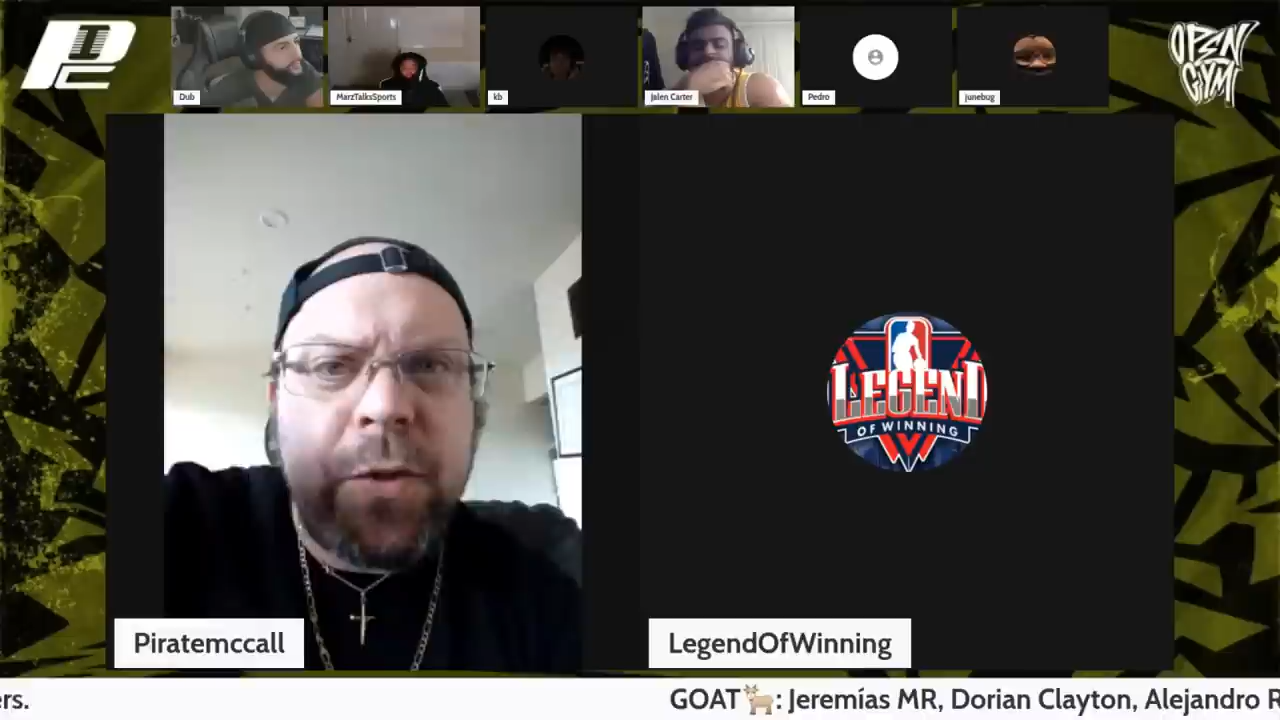 OPEN
GYM
Dub
MarzTalksSports
kb
Jalen Carter
Pedro
junebug
LEGEND
OF WINNING
Piratemccall
LegendOfWinning
ers.
GOAT🐐: Jeremías MR, Dorian Clayton, Alejandro R